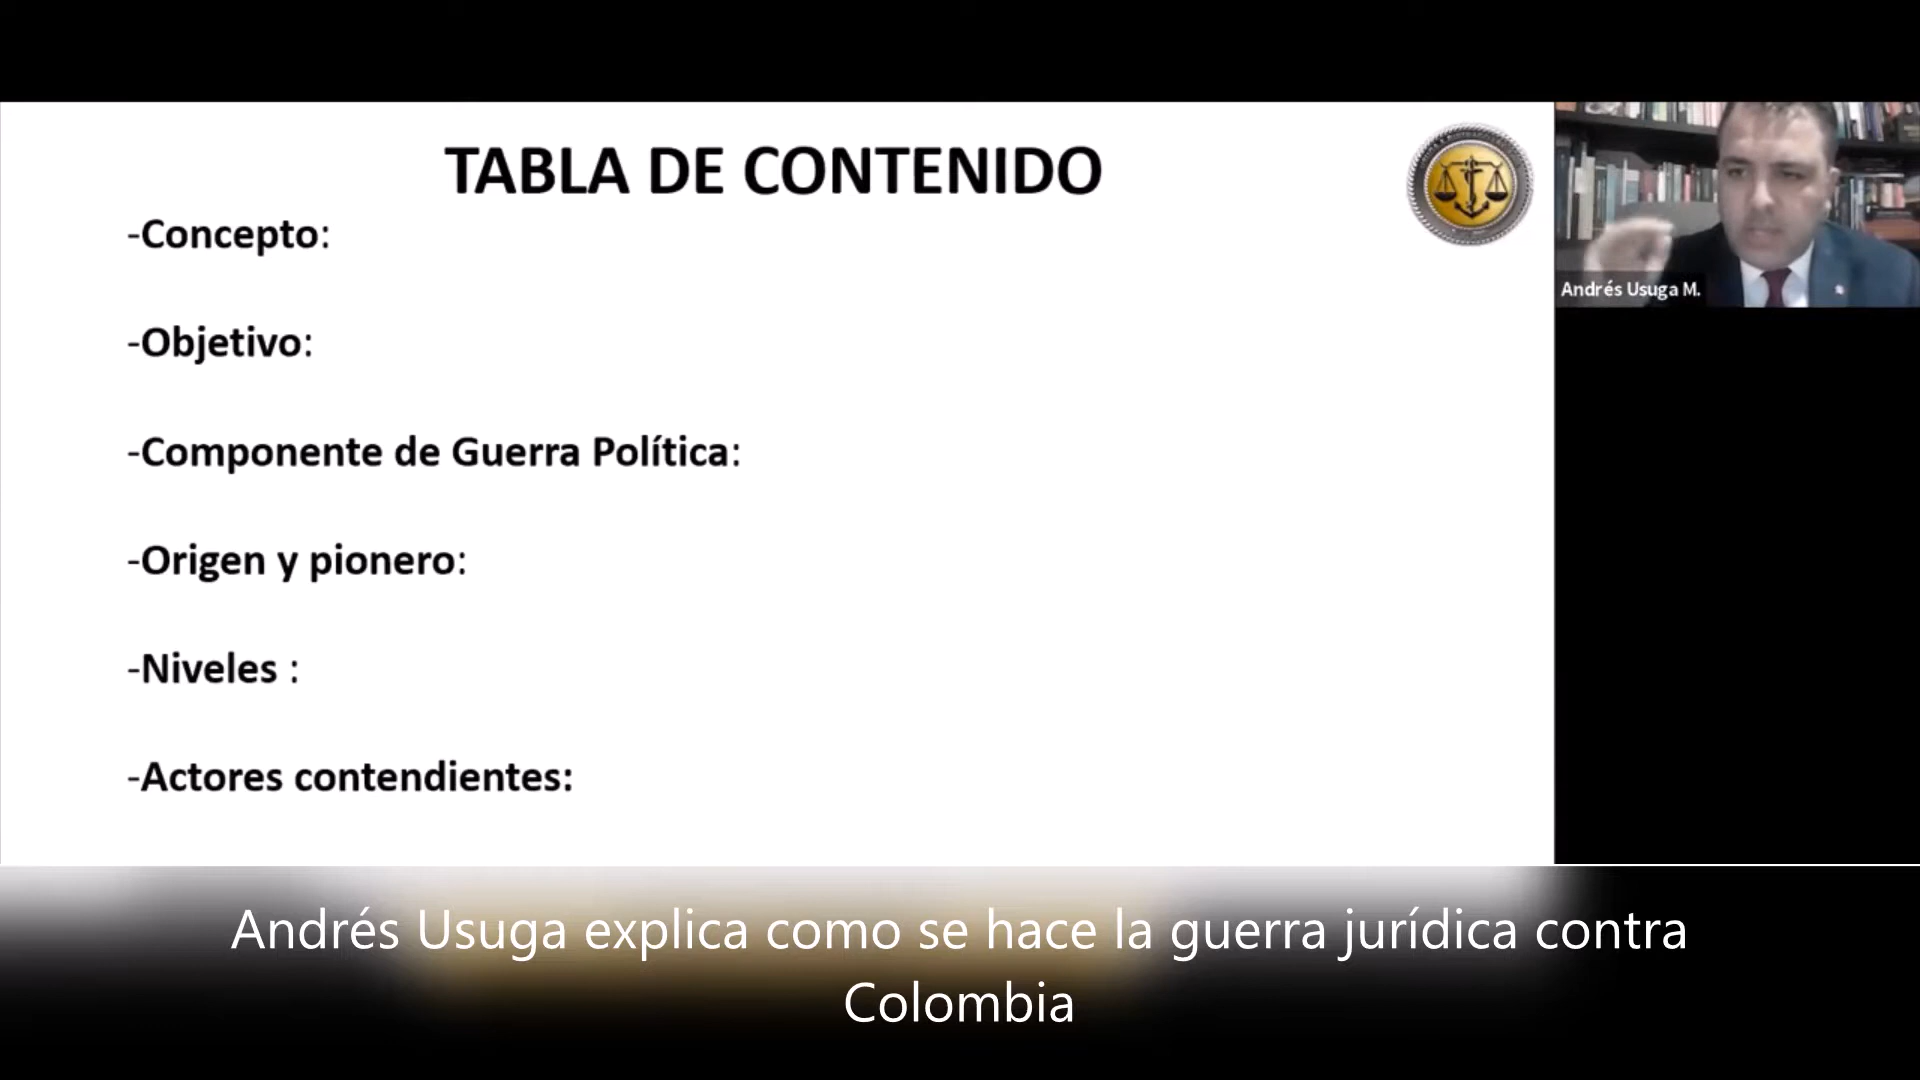 TABLA DE CONTENIDO
-Concepto:
-Objetivo:
-Componente de Guerra Política:
-Origen y pionero:
-Niveles :
-Actores contendientes:
Andrés Usuga M.
Andrés Usuga explica como se hace la guerra jurídica contra
Colombia